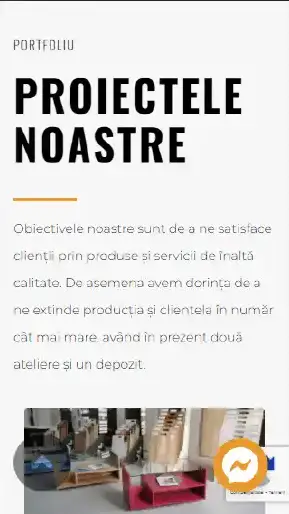 PORTFOLIU
PROIECTELE
NOASTRE
Obiectivele noastre sunt de a ne satisface
clienții prin produse și servicii de înaltă
calitate. De asemena avem dorința de a
ne extinde producția și clientela în număr
cât mai mare, având în prezent două
ateliere și un depozit.